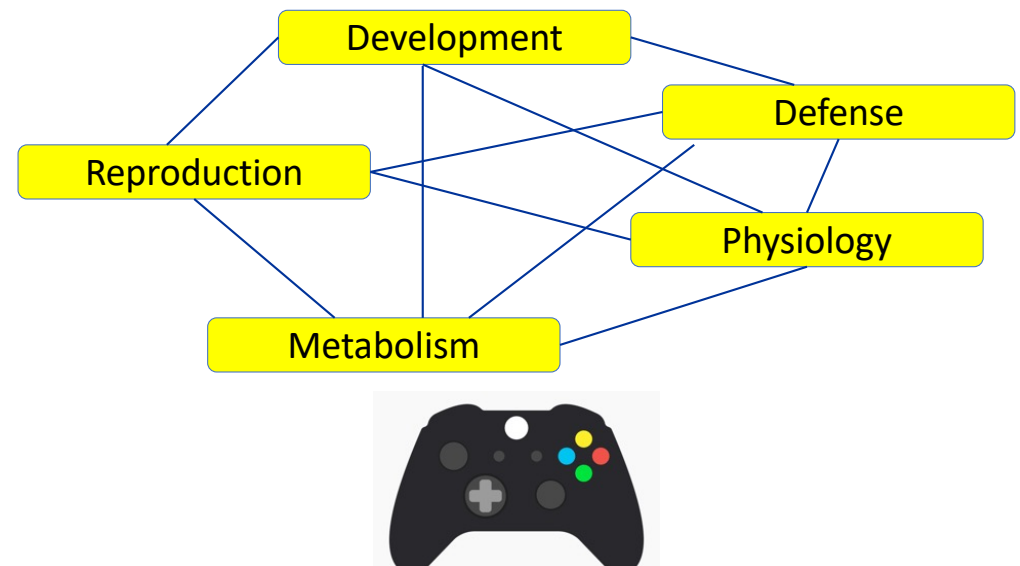 Development
Defense
Reproduction
Physiology
Metabolism